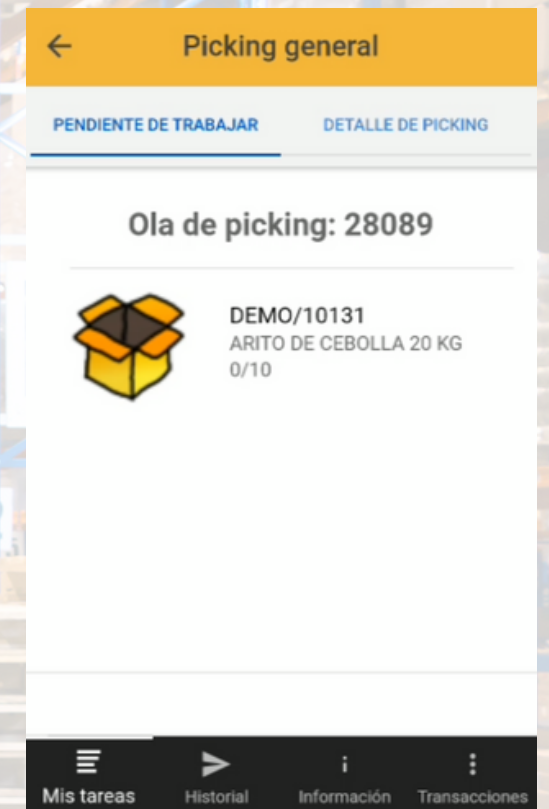 Picking general
PENDIENTE DE TRABAJAR DETALLE DE PICKING
Ola de picking: 28089
DEMO/10131
ARITO DE CEBOLLA 20 KG
0/10
Mis tareas Historial Información Transacciones